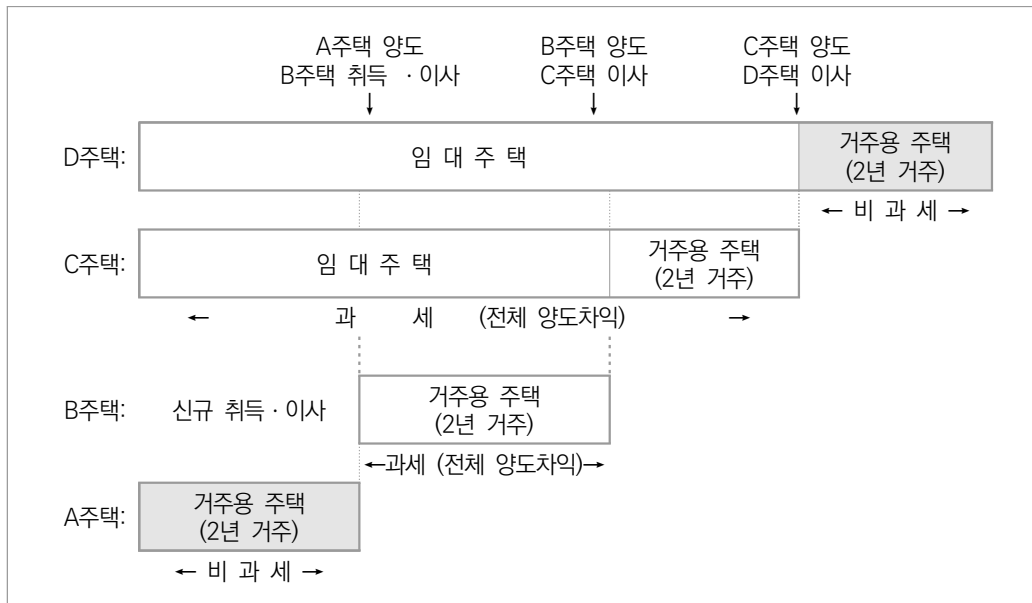 A주택 양도 B주택 양도 C주택 양도
B주택 취득 · 이사 C주택 이사 D주택 이사
↓ ↓ ↓
D주택: 임 대 주 택 거주용 주택
(2년 거주)
← 비 과 세 →
C주택: 임 대 주 택 거주용 주택
(2년 거주)
← 과 세 (전체 양도차익) →
B주택: 신규 취득 · 이사 거주용 주택
(2년 거주)
←과세 (전체 양도차익)→
A주택: 거주용 주택
(2년 거주)
← 비 과 세 →